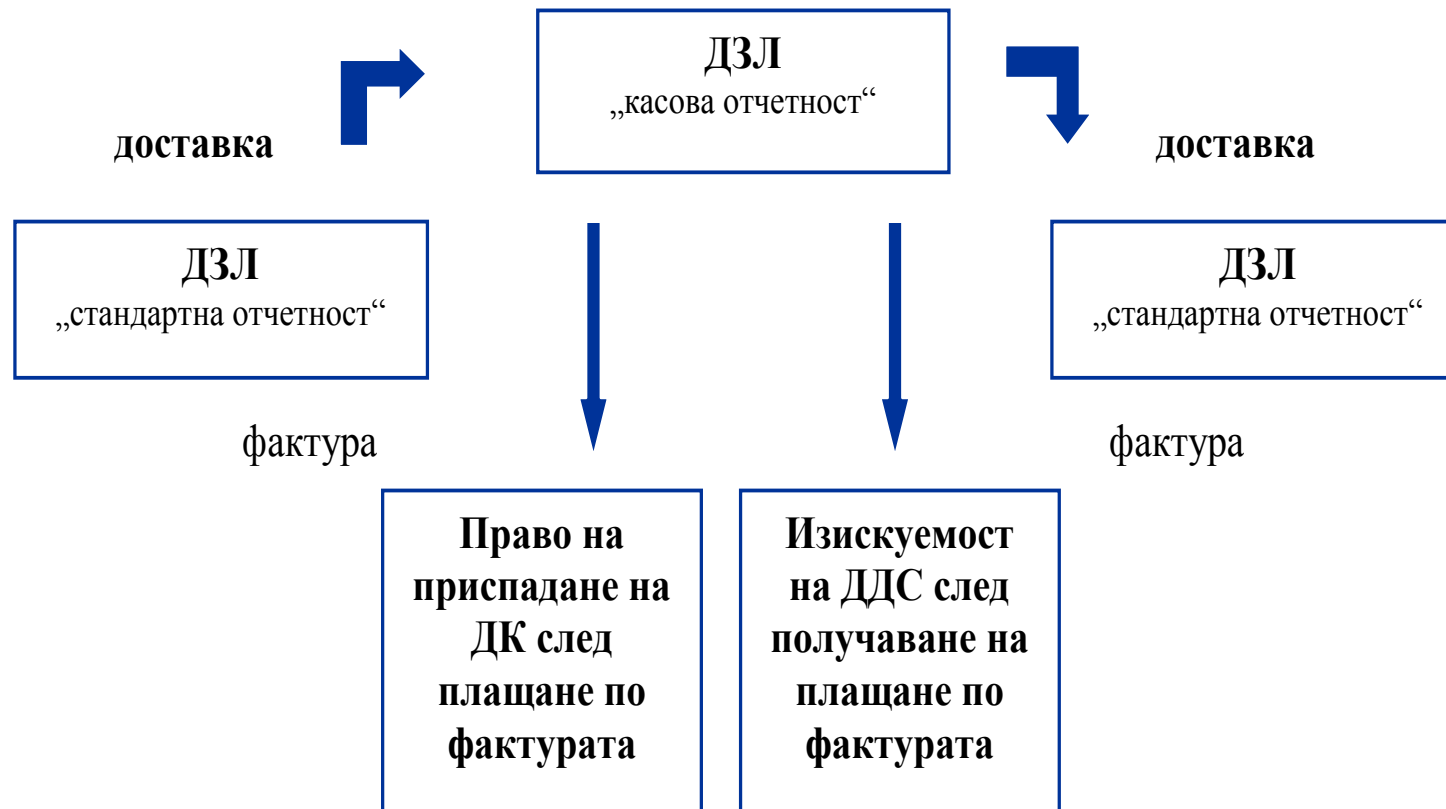 ДЗЛ
„касова отчетност“
доставка
доставка
ДЗЛ
„стандартна отчетност“
ДЗЛ
„стандартна отчетност“
фактура
фактура
Право на
приспадане на
ДК след
плащане по
фактурата
Изискуемост
на ДДС след
получаване на
плащане по
фактурата